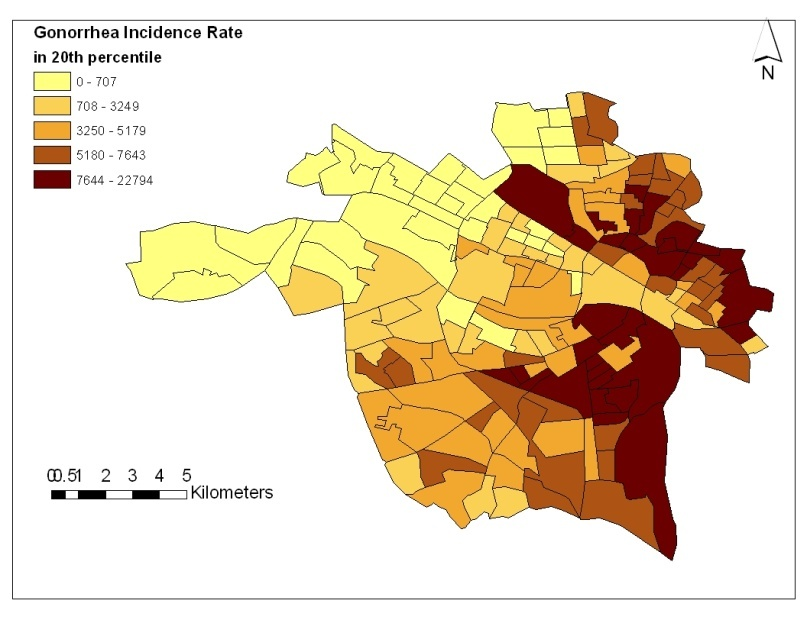 Gonorrhea Incidence Rate
in 20th percentile
0 - 707
708 - 3249
3250 - 5179
5180 - 7643
7644 - 22794
N
00.51 2 3 4 5
Kilometers